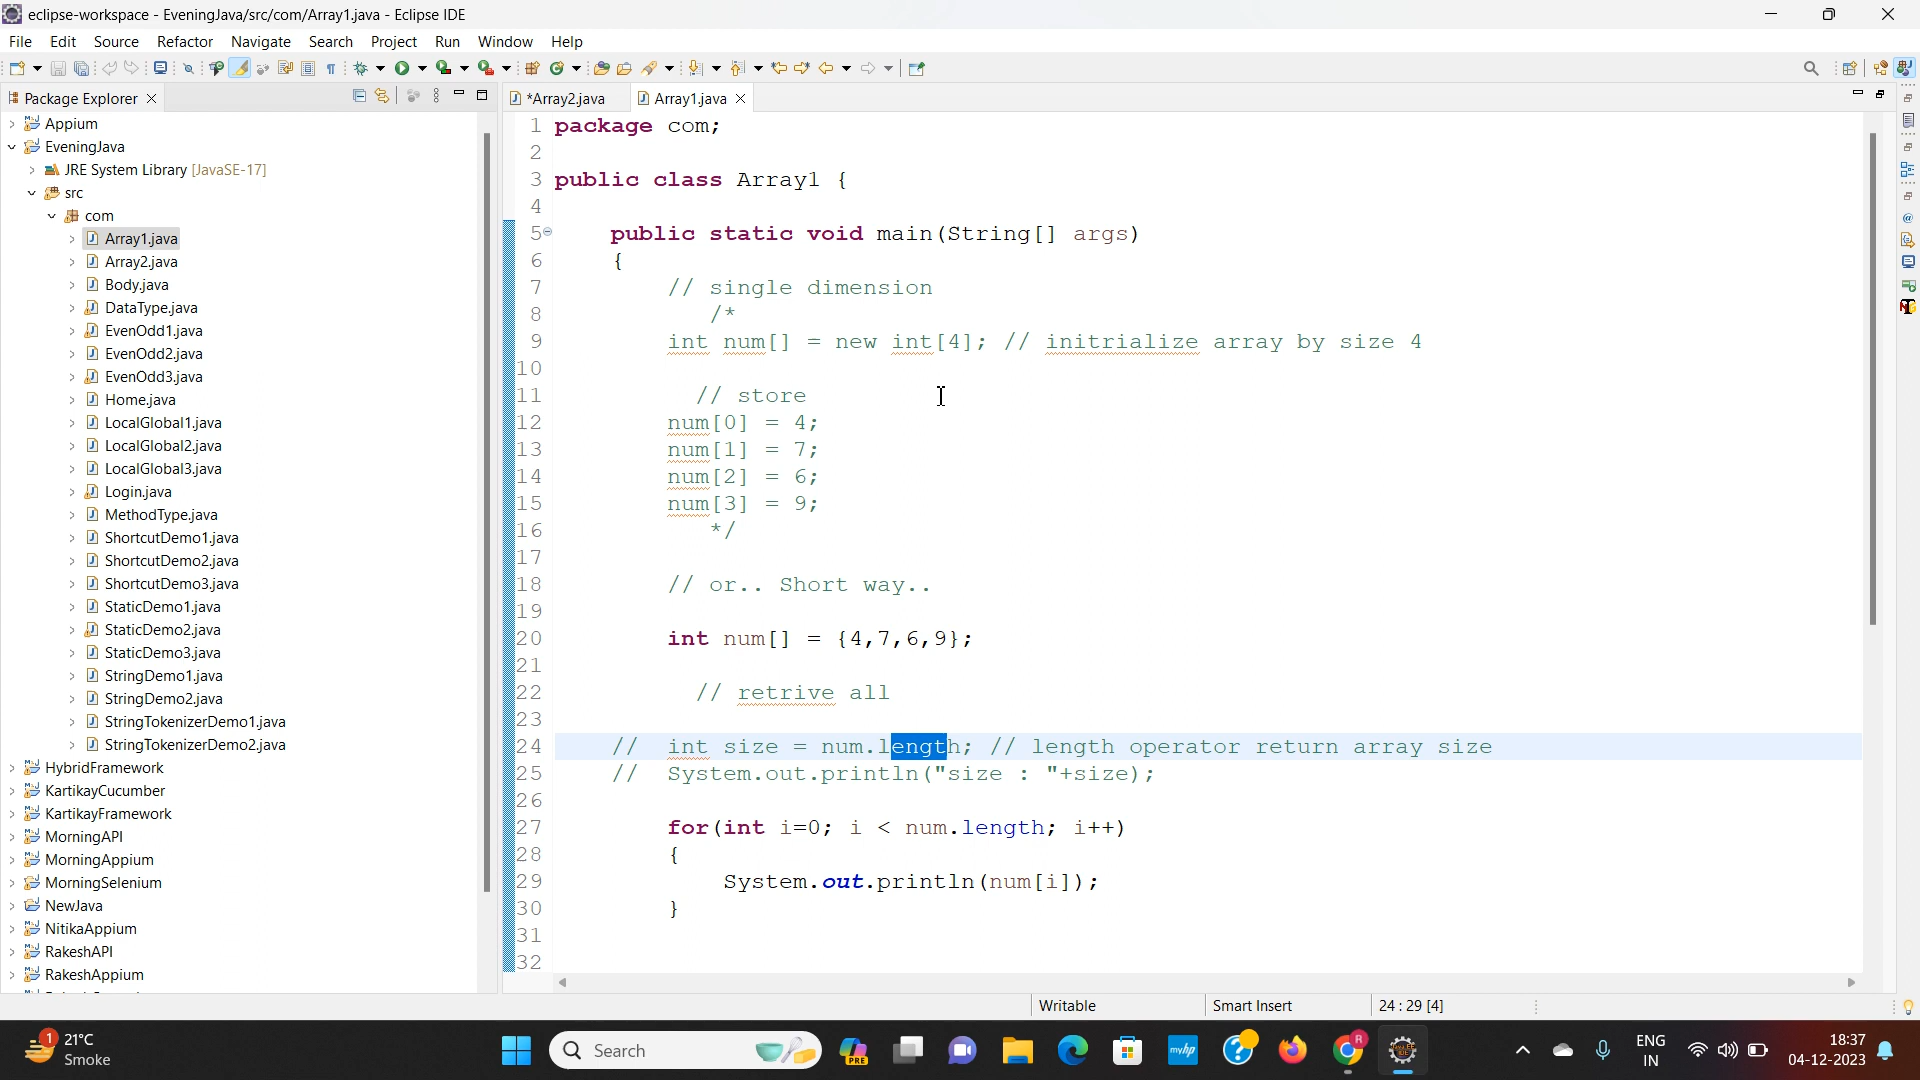 eclipse-workspace - EveningJava/src/com/Array1.java - Eclipse IDE
File Edit Source Refactor Navigate Search Project Run Window Help
Package Explorer
*Array2.java
Array1.java
Appium
EveningJava
JRE System Library [JavaSE-17]
src
com
Array1.java
Array2.java
Body.java
DataType.java
EvenOdd1.java
EvenOdd2.java
EvenOdd3.java
Home.java
LocalGlobal1.java
LocalGlobal2.java
LocalGlobal3.java
Login.java
MethodType.java
ShortcutDemo1.java
ShortcutDemo2.java
ShortcutDemo3.java
StaticDemo1.java
StaticDemo2.java
StaticDemo3.java
StringDemo1.java
StringDemo2.java
StringTokenizerDemo1.java
StringTokenizerDemo2.java
HybridFramework
KartikayCucumber
KartikayFramework
MorningAPI
MorningAppium
MorningSelenium
NewJava
NitikaAppium
RakeshAPI
RakeshAppium
1 package com;
2
3 public class Array1 {
4
5 public static void main(String[] args)
6 {
7 // single dimension
8 /*
9 int num[] = new int[4]; // initrialize array by size 4
10
11 // store
12 num[0] = 4;
13 num[1] = 7;
14 num[2] = 6;
15 num[3] = 9;
16 */
17
18 // or.. Short way..
19
20 int num[] = {4,7,6,9};
21
22 // retrive all
23
24 // int size = num.length; // length operator return array size
25 // System.out.println("size : "+size);
26
27 for(int i=0; i < num.length; i++)
28 {
29 System.out.println(num[i]);
30 }
31
32
Writable
Smart Insert
24 : 29 [4]
1
21°C
Smoke
Search
PRE
myhp
R
ENG
IN
18:37
04-12-2023